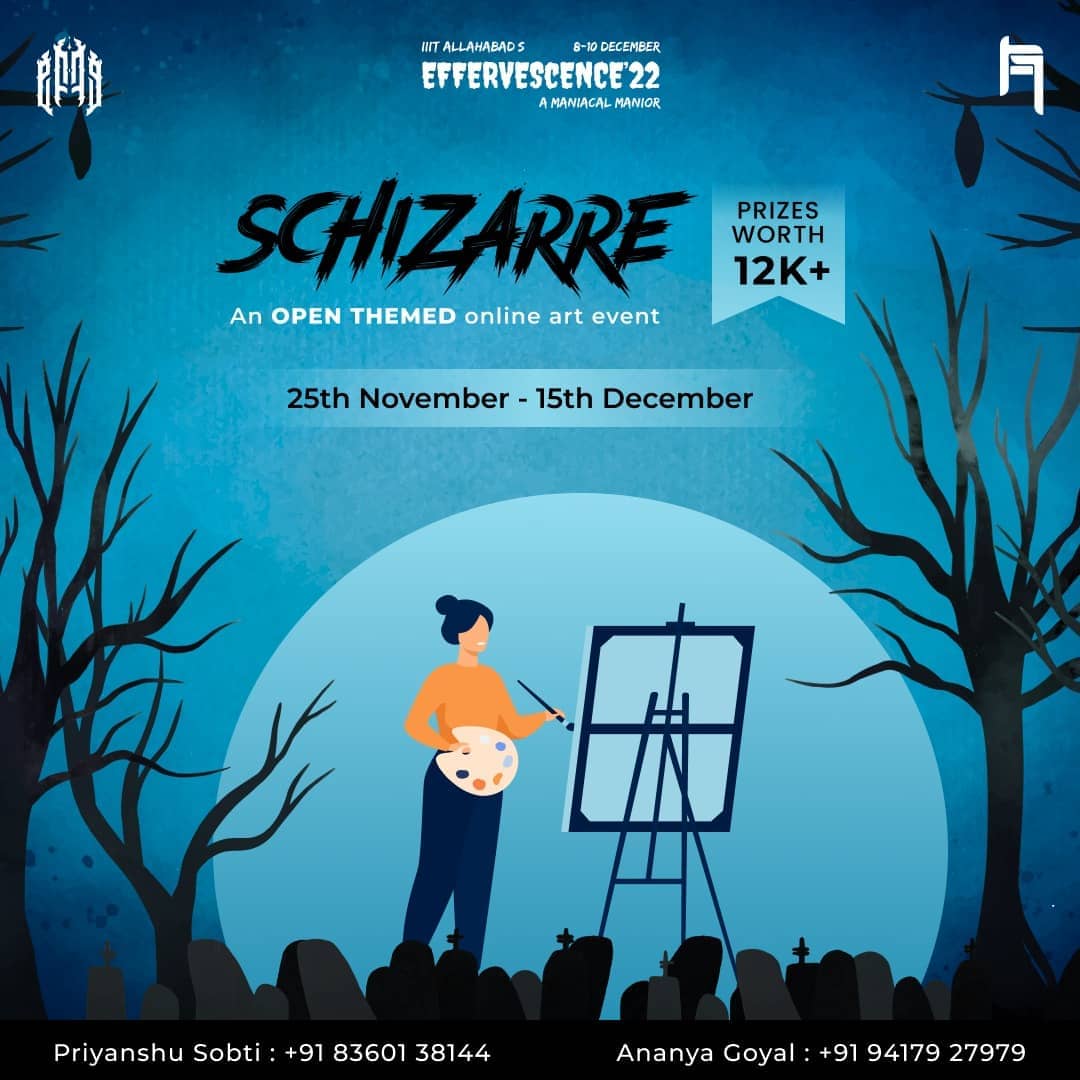 IIIT ALLAHABAD S 8-10 DECEMBER
EFFERVESCENCE'22
A MANIACAL MANIOR
SCHIZARRE
PRIZES
WORTH
12K+
An OPEN THEMED online art event
25th November - 15th December
Priyanshu Sobti : +91 83601 38144
Ananya Goyal : +91 94179 27979